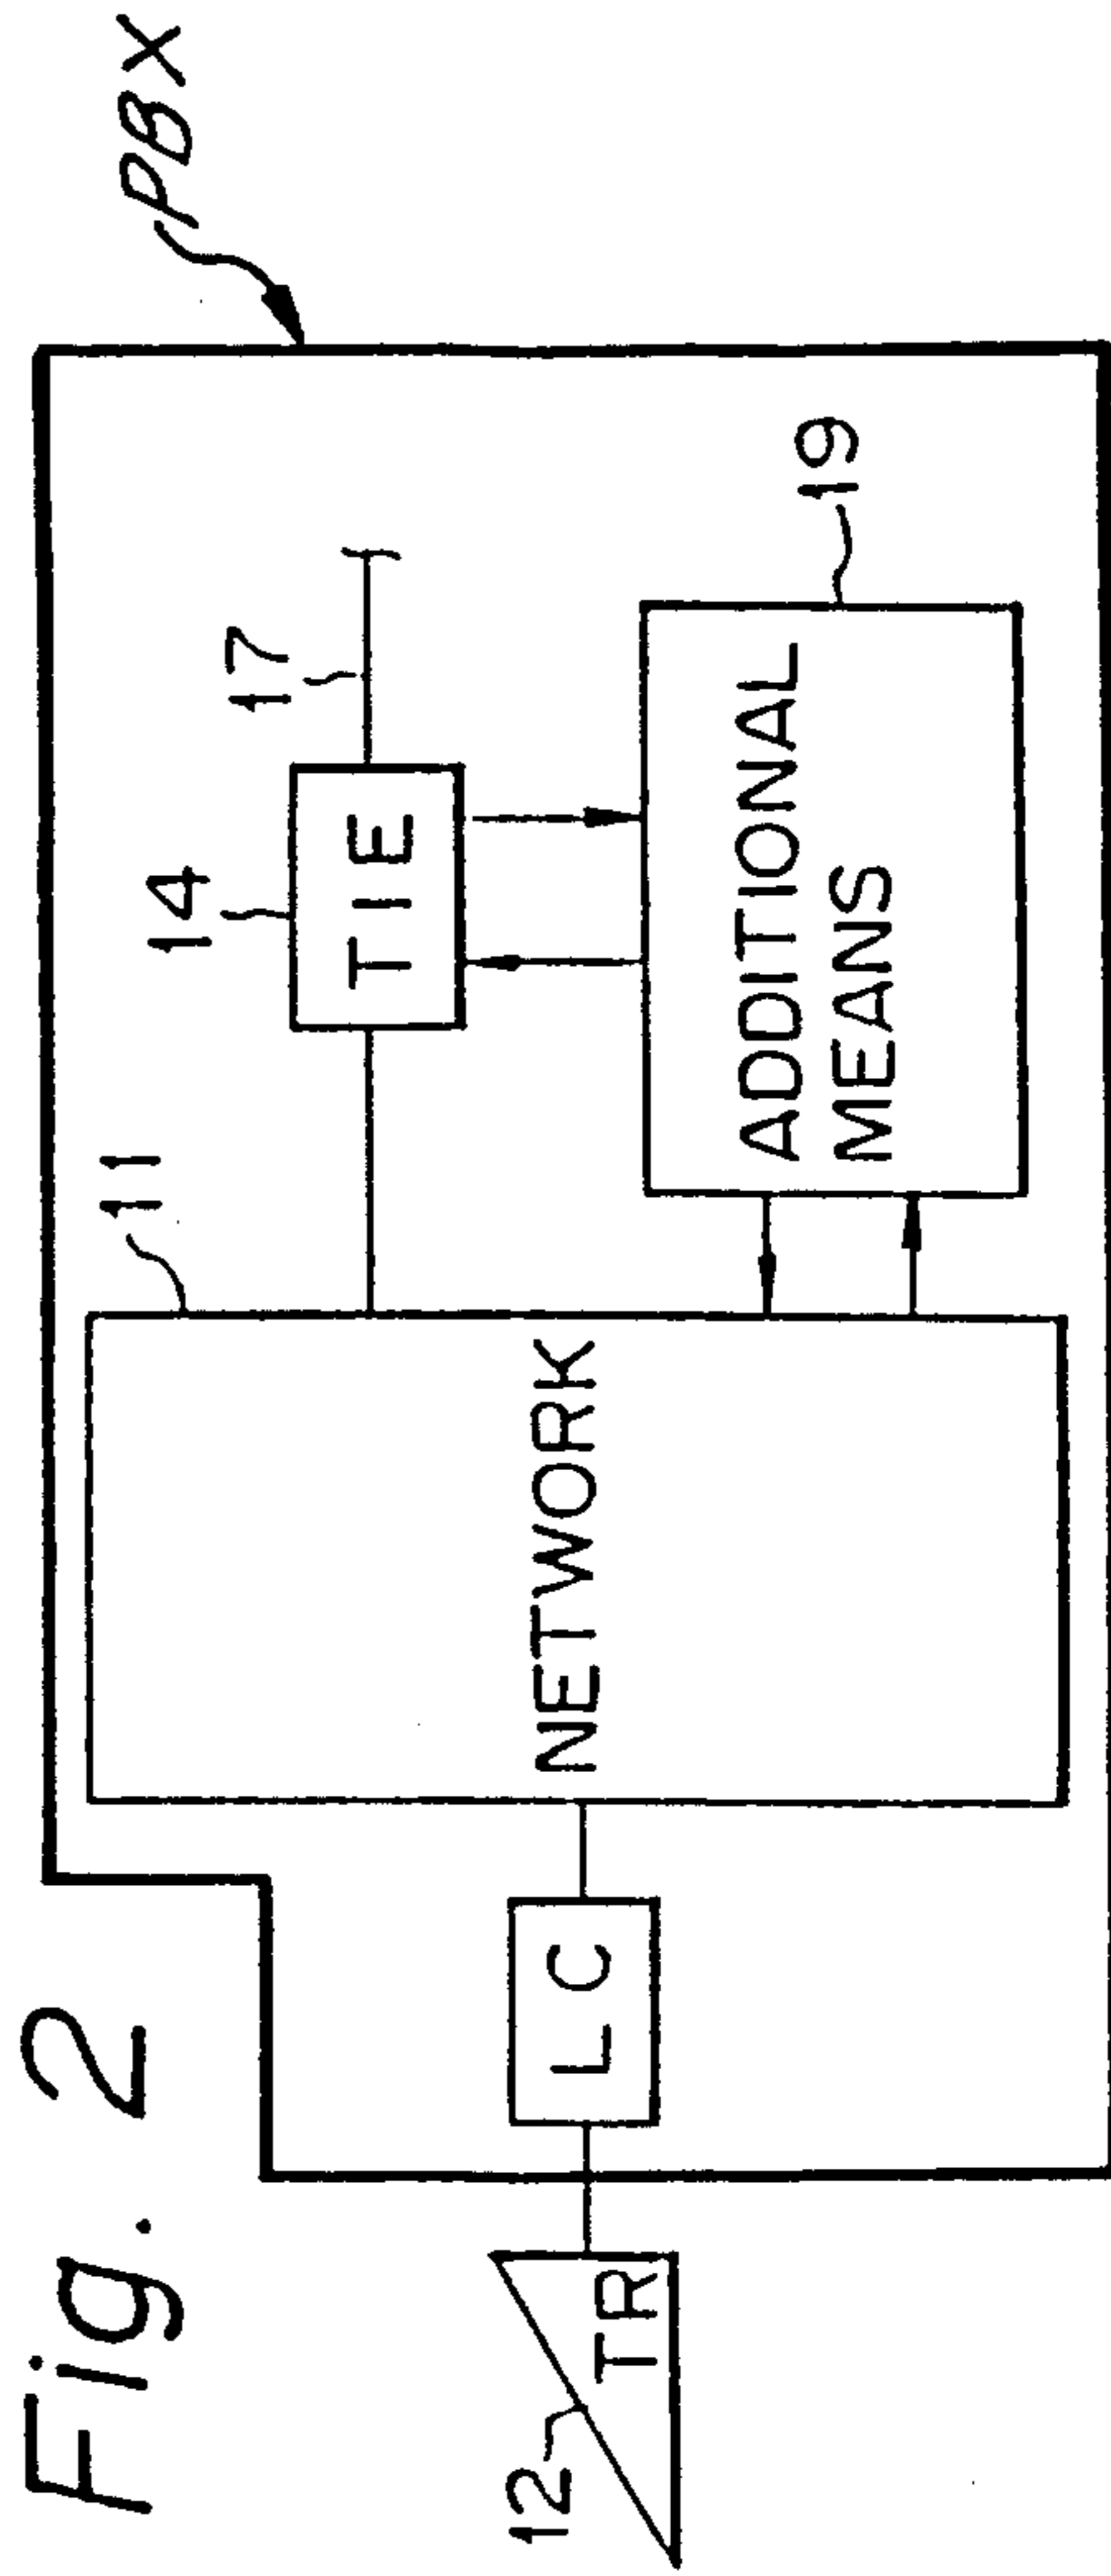 Fig. 2
PBX
11
14
17
TIE
19
ADDITIONAL
MEANS
NETWORK
LC
12
TR